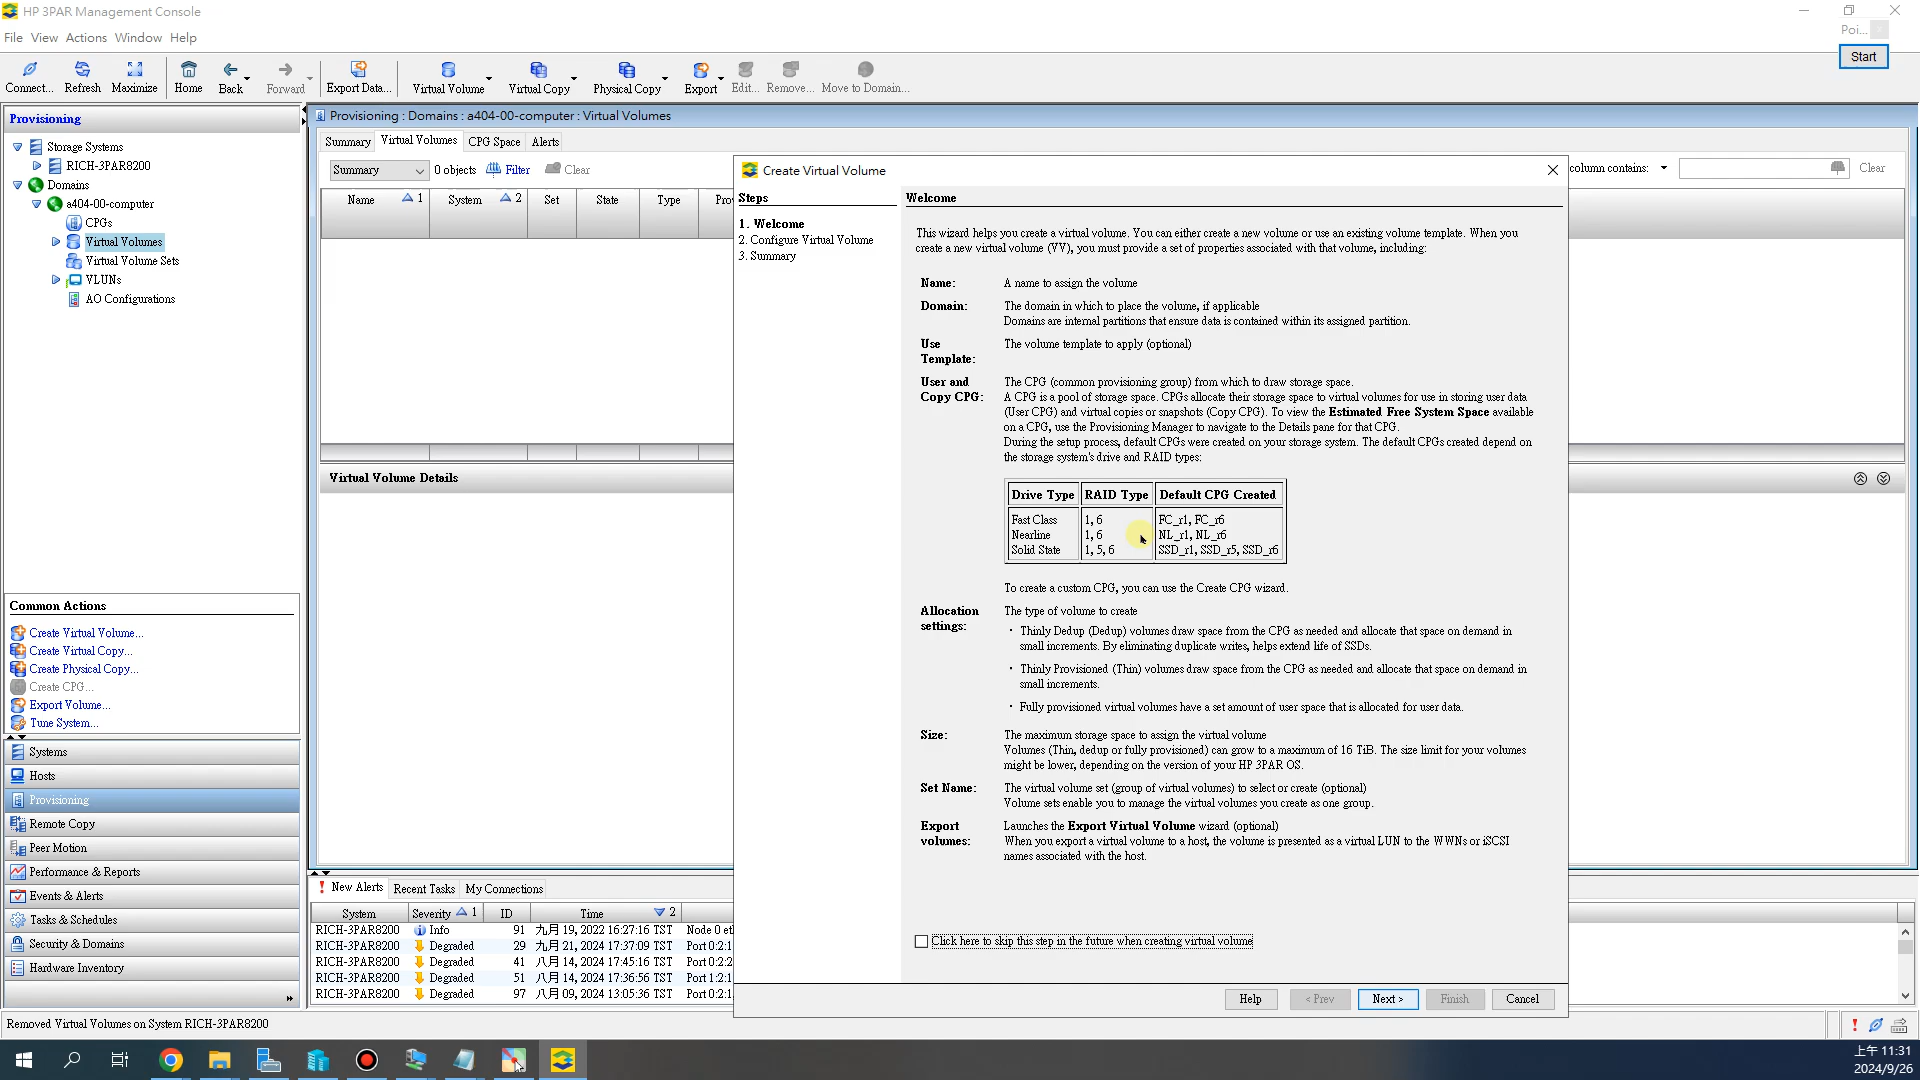 HP 3PAR Management Console
Poi...
File View Actions Window Help
Start
Connect... Refresh Maximize Home Back Forward Export Data... Virtual Volume Virtual Copy Physical Copy Export Edit... Remove... Move to Domain...
Provisioning
Storage Systems
RICH-3PAR8200
Domains
a404-00-computer
CPGs
Virtual Volumes
Virtual Volume Sets
VLUNs
AO Configurations
Common Actions
Create Virtual Volume...
Create Virtual Copy...
Create Physical Copy...
Create CPG...
Export Volume...
Tune System...
Systems
Hosts
Provisioning
Remote Copy
Peer Motion
Performance & Reports
Events & Alerts
Tasks & Schedules
Security & Domains
Hardware Inventory
Provisioning : Domains : a404-00-computer : Virtual Volumes
Summary Virtual Volumes CPG Space Alerts
Summary 0 objects Filter Clear
column contains: Clear
Name 1 System 2 Set State Type
Virtual Volume Details
Create Virtual Volume
Steps
1. Welcome
2. Configure Virtual Volume
3. Summary
Welcome
This wizard helps you create a virtual volume. You can either create a new volume or use an existing volume template. When you
create a new virtual volume (VV), you must provide a set of properties associated with that volume, including:
Name: A name to assign the volume
Domain: The domain in which to place the volume, if applicable
Domains are internal partitions that ensure data is contained within its assigned partition.
Use The volume template to apply (optional)
Template:
User and The CPG (common provisioning group) from which to draw storage space.
Copy CPG: A CPG is a pool of storage space. CPGs allocate their storage space to virtual volumes for use in storing user data
(User CPG) and virtual copies or snapshots (Copy CPG). To view the Estimated Free System Space available
on a CPG, use the Provisioning Manager to navigate to the Details pane for that CPG.
During the setup process, default CPGs were created on your storage system. The default CPGs created depend on
the storage system's drive and RAID types:
Drive Type RAID Type Default CPG Created
Fast Class 1, 6 FC_r1, FC_r6
Nearline 1, 6 NL_r1, NL_r6
Solid State 1, 5, 6 SSD_r1, SSD_r5, SSD_r6
To create a custom CPG, you can use the Create CPG wizard.
Allocation The type of volume to create
settings:
• Thinly Dedup (Dedup) volumes draw space from the CPG as needed and allocate that space on demand in
small increments. By eliminating duplicate writes, helps extend life of SSDs.
• Thinly Provisioned (Thin) volumes draw space from the CPG as needed and allocate that space on demand in
small increments.
• Fully provisioned virtual volumes have a set amount of user space that is allocated for user data.
Size: The maximum storage space to assign the virtual volume
Volumes (Thin, dedup or fully provisioned) can grow to a maximum of 16 TiB. The size limit for your volumes
might be lower, depending on the version of your HP 3PAR OS.
Set Name: The virtual volume set (group of virtual volumes) to select or create (optional)
Volume sets enable you to manage the virtual volumes you create as one group.
Export Launches the Export Virtual Volume wizard (optional)
volumes: When you export a virtual volume to a host, the volume is presented as a virtual LUN to the WWNs or iSCSI
names associated with the host.
Click here to skip this step in the future when creating virtual volume
Help < Prev Next > Finish Cancel
New Alerts Recent Tasks My Connections
System Severity 1 ID Time 2
RICH-3PAR8200 Info 91 九月 19, 2022 16:27:16 TST Node 0 et
RICH-3PAR8200 Degraded 29 九月 21, 2024 17:37:09 TST Port 0:2:1
RICH-3PAR8200 Degraded 41 八月 14, 2024 17:45:16 TST Port 0:2:2
RICH-3PAR8200 Degraded 51 八月 14, 2024 17:36:56 TST Port 1:2:1
RICH-3PAR8200 Degraded 97 八月 09, 2024 13:05:36 TST Port 0:2:1
Removed Virtual Volumes on System RICH-3PAR8200
上午 11:31
2024/9/26